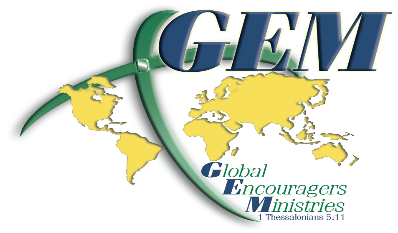 GEM
Global
Encouragers
Ministries
1 Thessalonians 5:11